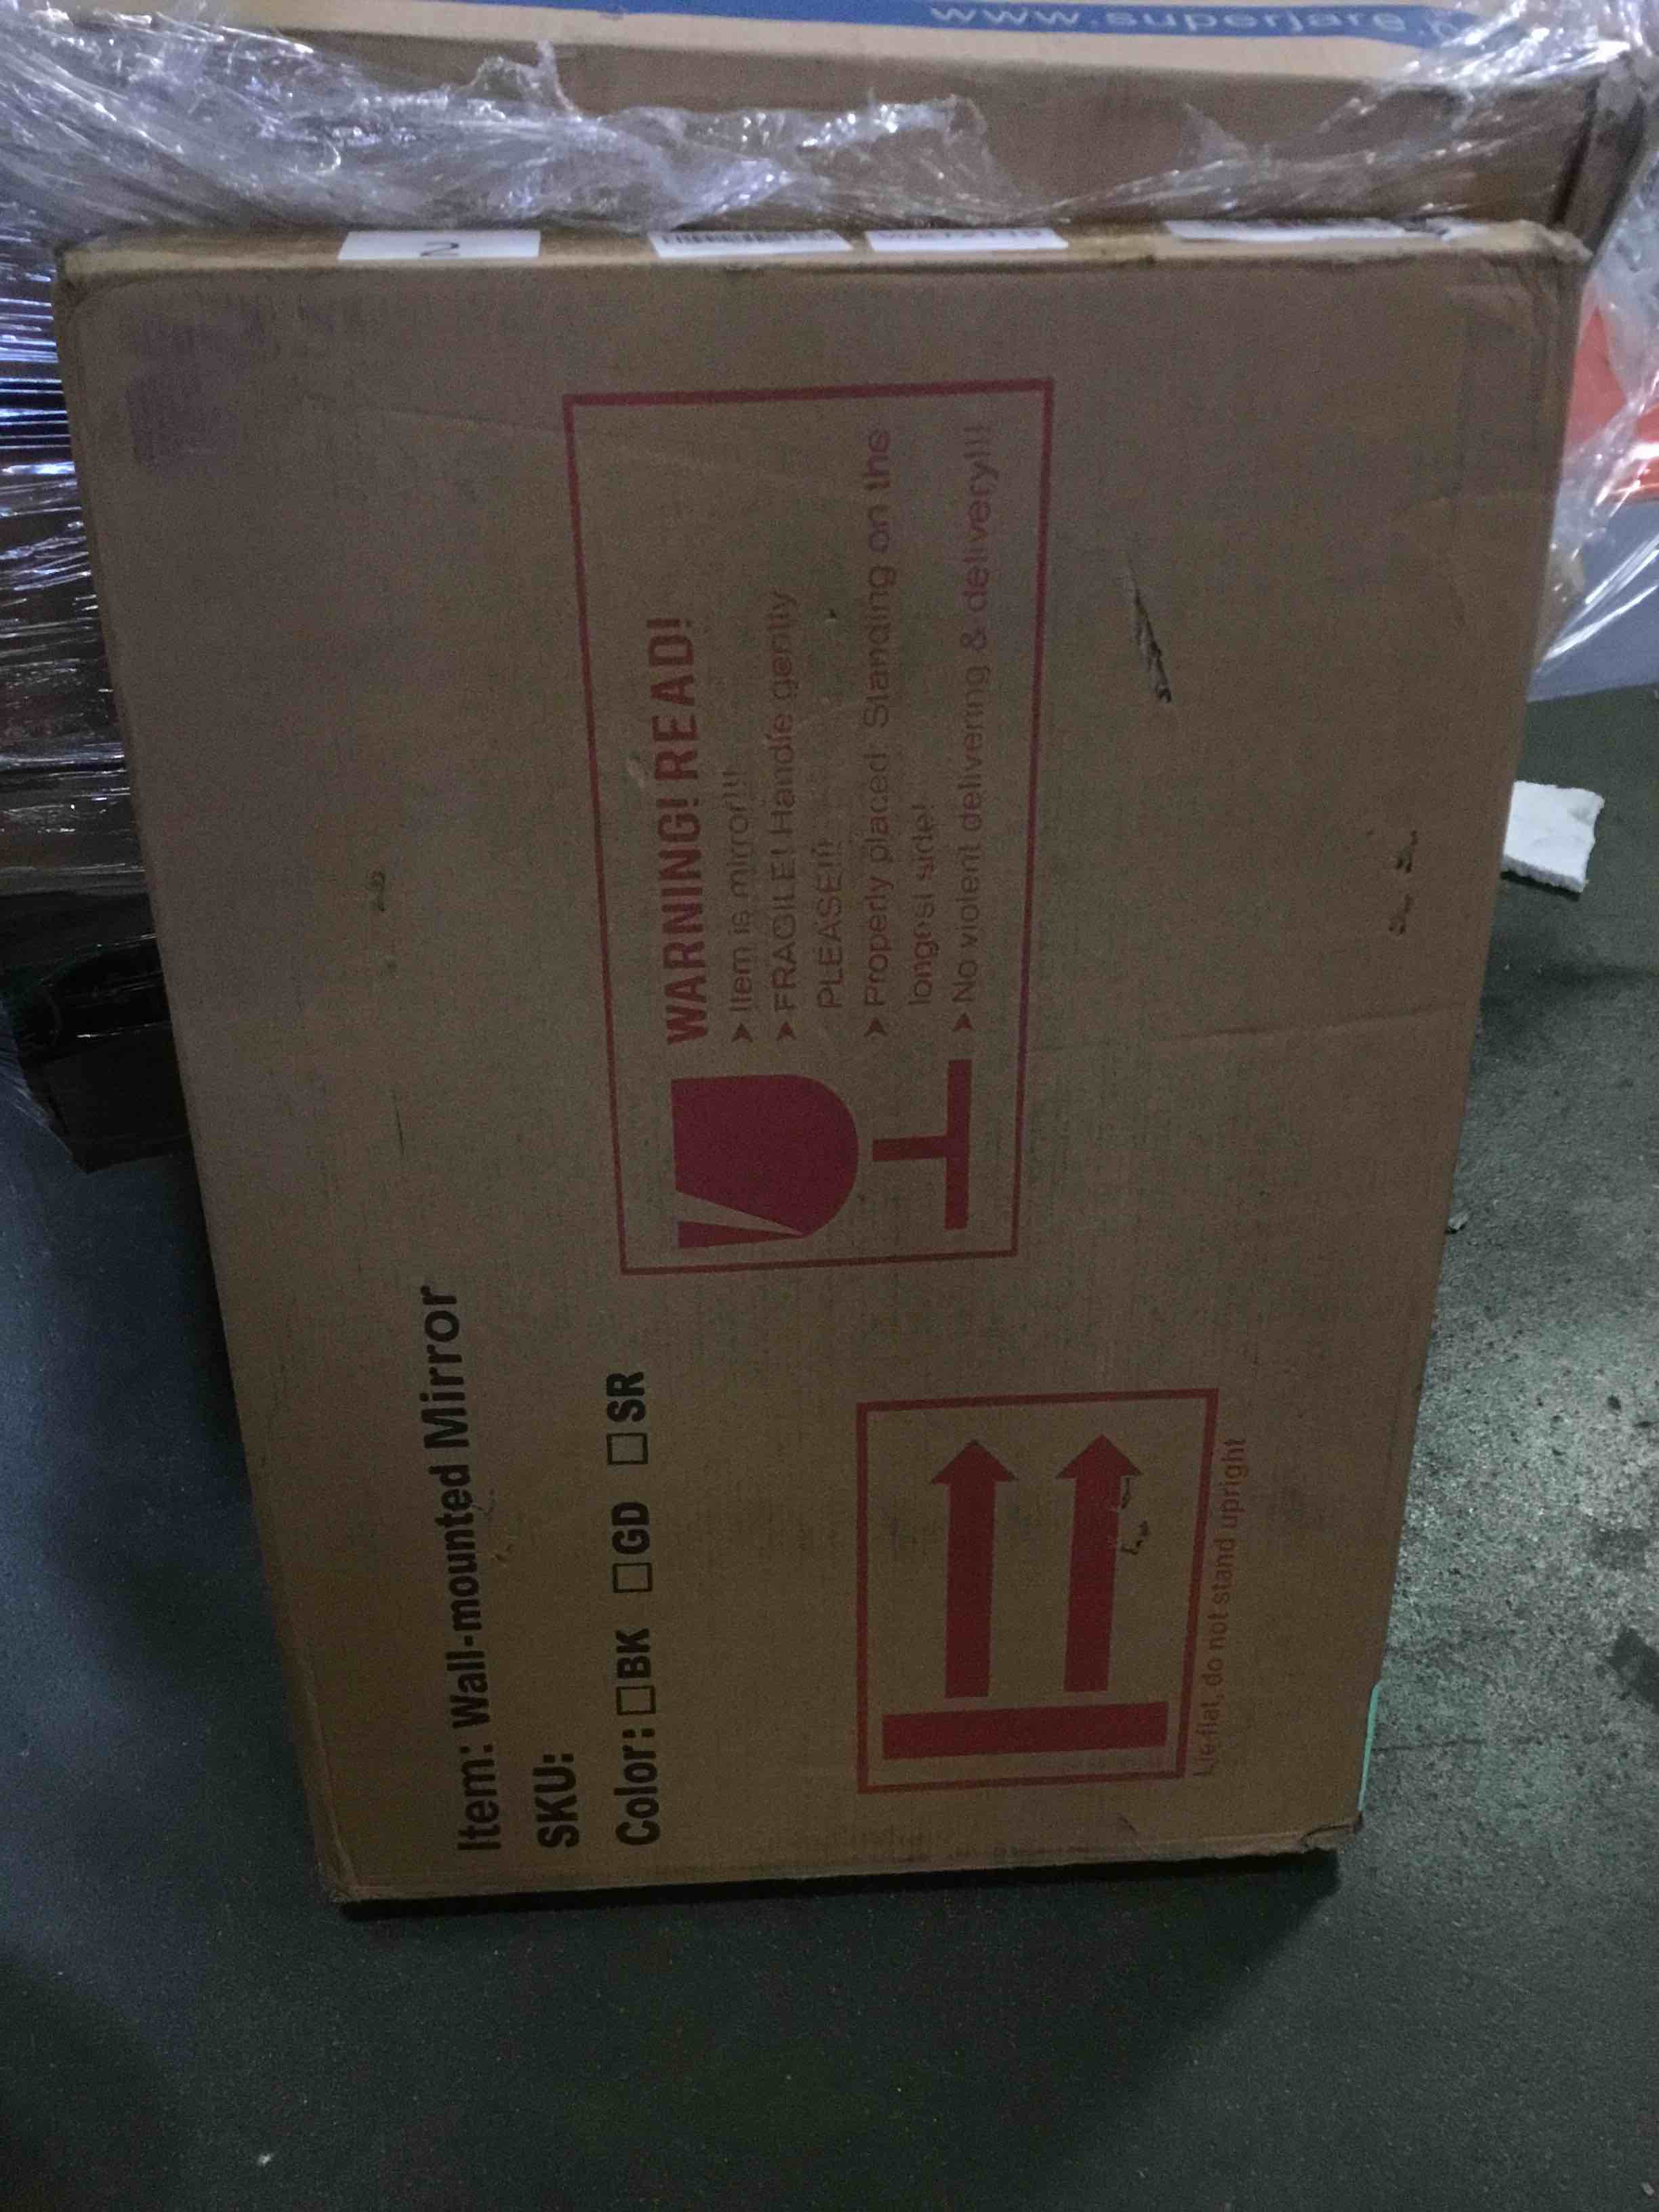 www.superjare.c
2
Item: Wall-mounted Mirror
SKU:
Color: □BK □GD □SR
WARNING! READ!
➤ Item is mirror!!!
➤ FRAGILE! Handle gently
PLEASE!!!
➤ Properly placed Standing on the
longest side!
➤ No violent delivering & delivery!!!
Lie flat, do not stand upright